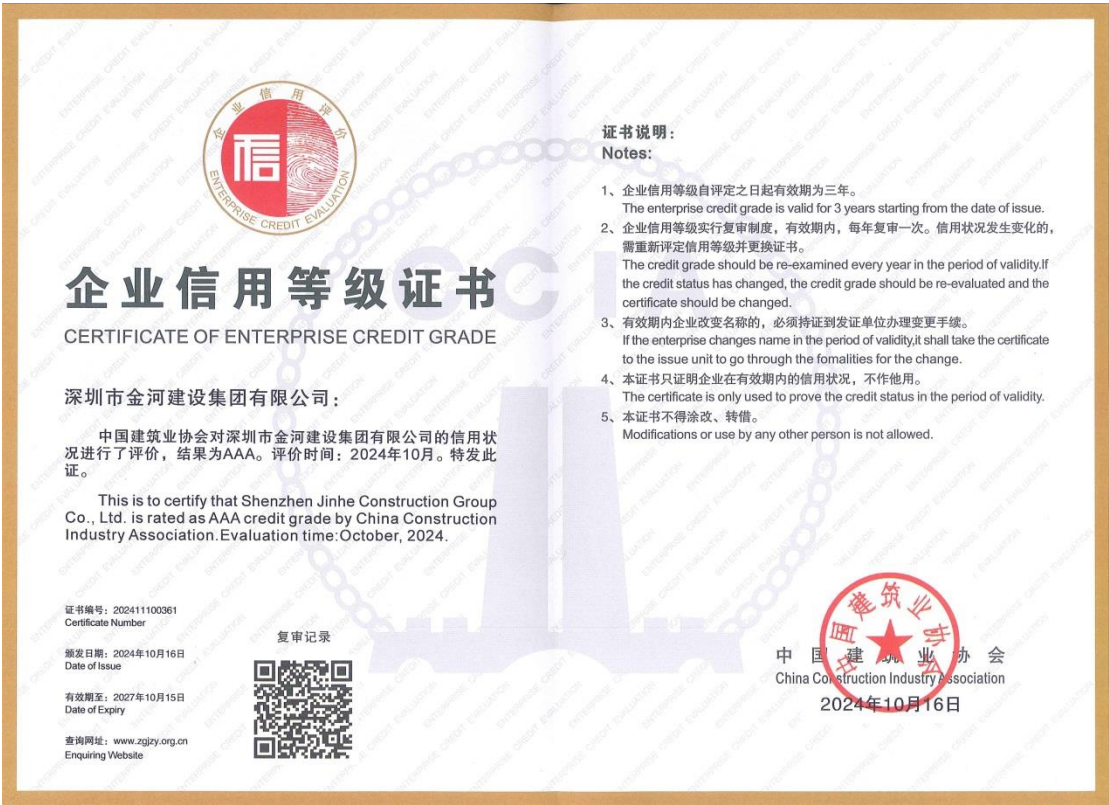 企业信用评价
信
ENTERPRISE CREDIT EVALUATION
企业信用等级证书
CERTIFICATE OF ENTERPRISE CREDIT GRADE
深圳市金河建设集团有限公司：
中国建筑业协会对深圳市金河建设集团有限公司的信用状
况进行了评价，结果为AAA。评价时间：2024年10月。特发此
证。
This is to certify that Shenzhen Jinhe Construction Group
Co., Ltd. is rated as AAA credit grade by China Construction
Industry Association.Evaluation time:October, 2024.
证书编号：202411100361
Certificate Number
颁发日期：2024年10月16日
Date of Issue
有效期至：2027年10月15日
Date of Expiry
查询网址：www.zgjzy.org.cn
Enquiring Website
复审记录
CCIA
证书说明：
Notes:
1、企业信用等级自评定之日起有效期为三年。
The enterprise credit grade is valid for 3 years starting from the date of issue.
2、企业信用等级实行复审制度，有效期内，每年复审一次。信用状况发生变化的，
需重新评定信用等级并更换证书。
The credit grade should be re-examined every year in the period of validity.If
the credit status has changed, the credit grade should be re-evaluated and the
certificate should be changed.
3、有效期内企业改变名称的，必须持证到发证单位办理变更手续。
If the enterprise changes name in the period of validity,it shall take the certificate
to the issue unit to go through the fomalities for the change.
4、本证书只证明企业在有效期内的信用状况，不作他用。
The certificate is only used to prove the credit status in the period of validity.
5、本证书不得涂改、转借。
Modifications or use by any other person is not allowed.
中国建筑业协会
中国建筑业协会
China Construction Industry Association
2024年10月16日